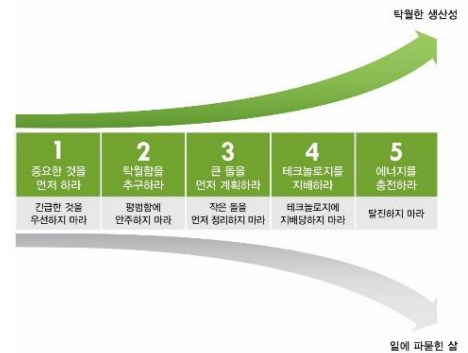 탁월한 생산성
1
중요한 것을
먼저 하라
2
탁월함을
추구하라
3
큰 돌을
먼저 계획하라
4
테크놀로지를
지배하라
5
에너지를
충전하라
긴급한 것을
우선하지 마라
평범함에
안주하지 마라
작은 돌을
먼저 정리하지 마라
테크놀로지에
지배당하지 마라
탈진하지 마라
일에 파묻힌 삶